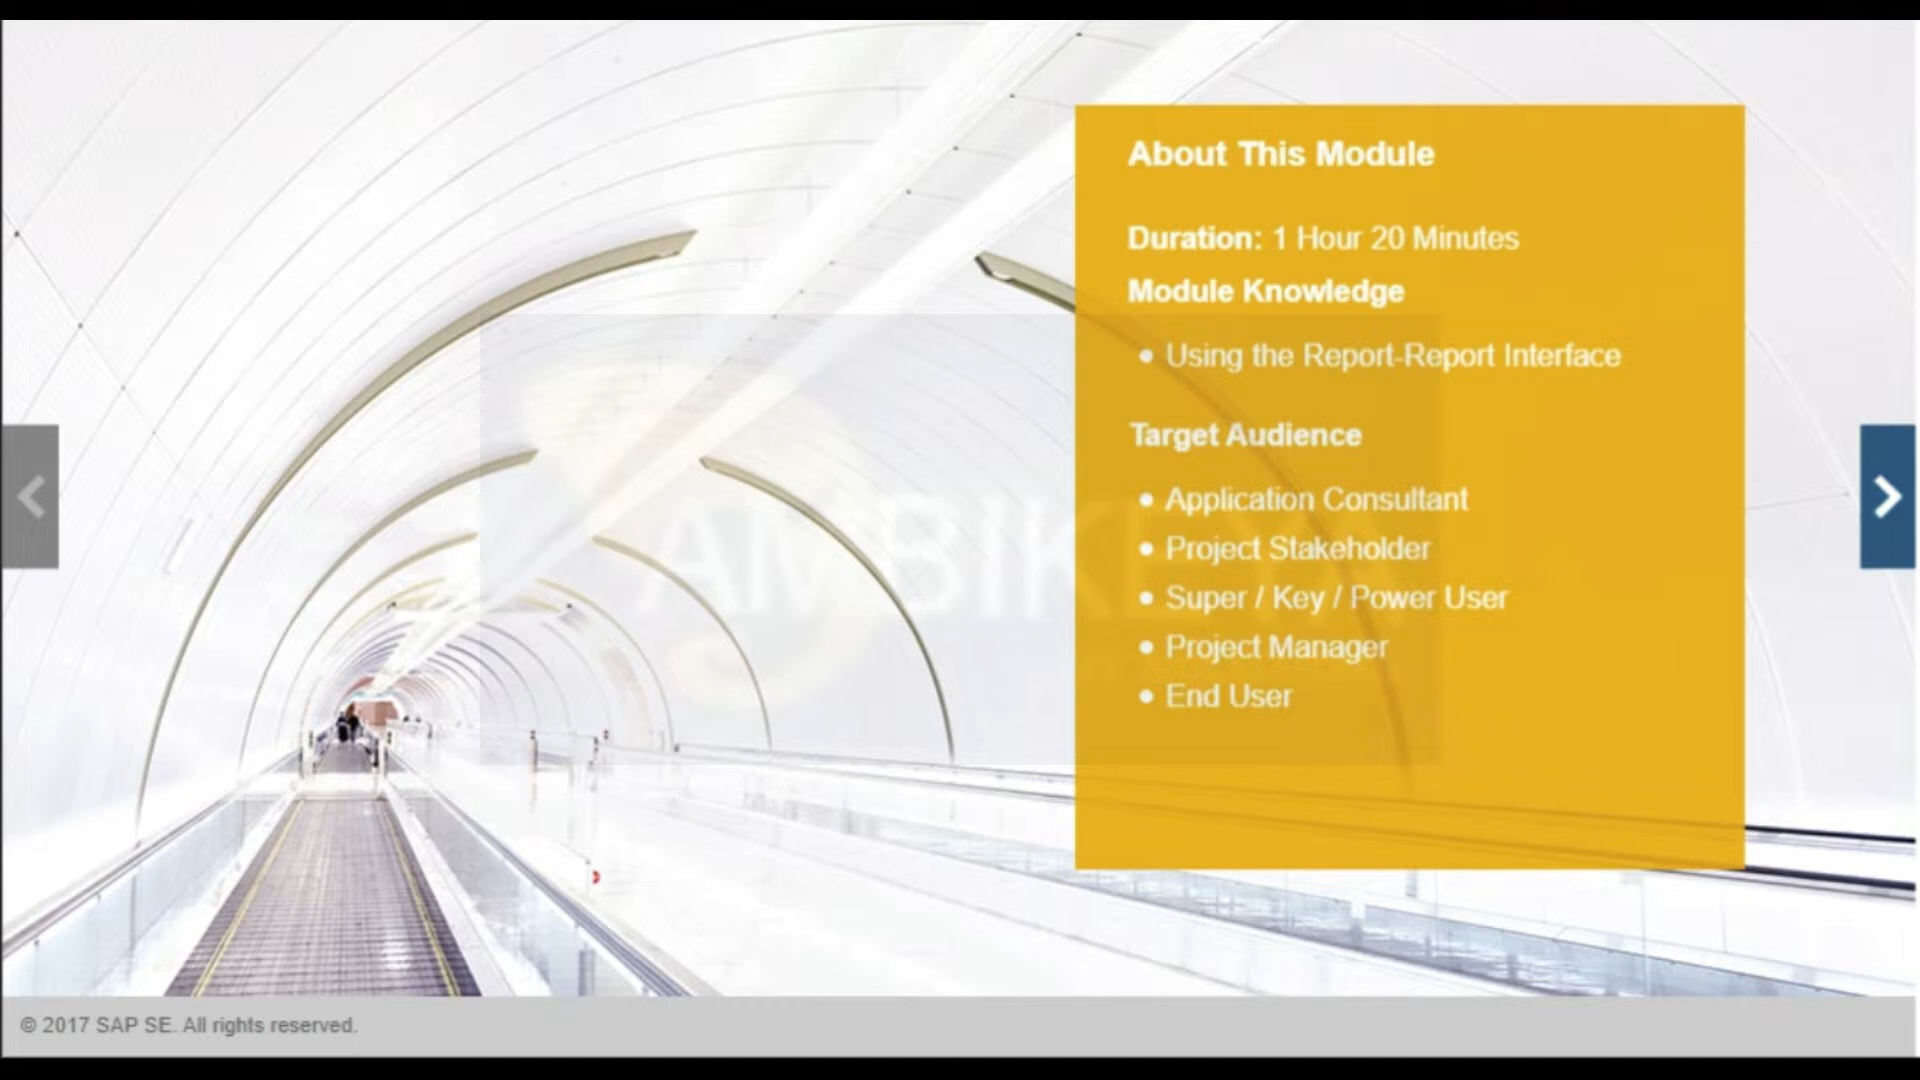 About This Module
Duration: 1 Hour 20 Minutes
Module Knowledge
• Using the Report-Report Interface
Target Audience
• Application Consultant
• Project Stakeholder
• Super / Key / Power User
• Project Manager
• End User
© 2017 SAP SE. All rights reserved.